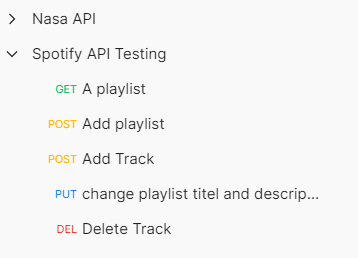 Nasa API
Spotify API Testing
GET A playlist
POST Add playlist
POST Add Track
PUT change playlist titel and descrip...
DEL Delete Track